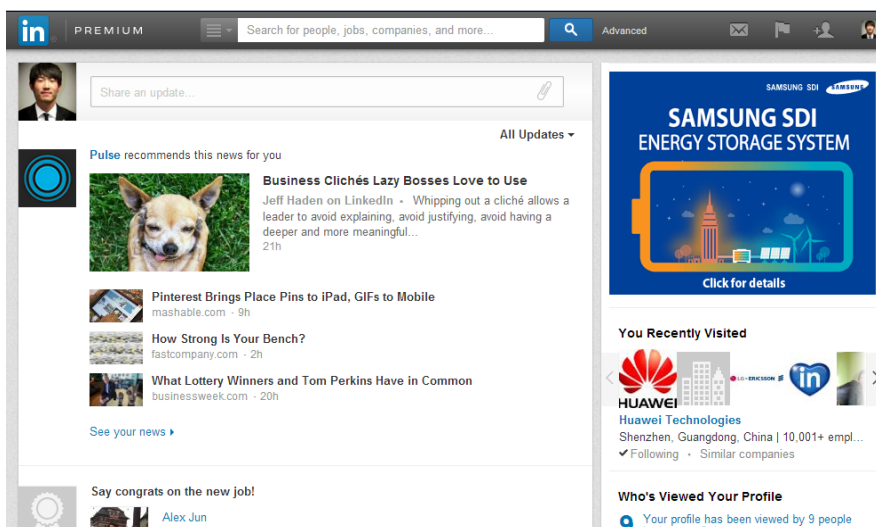 in PREMIUM
Search for people, jobs, companies, and more...
Advanced
Share an update...
All Updates
Pulse recommends this news for you
Business Clichés Lazy Bosses Love to Use
Jeff Haden on LinkedIn • Whipping out a cliché allows a
leader to avoid explaining, avoid justifying, avoid having a
deeper and more meaningful...
21h
Pinterest Brings Place Pins to iPad, GIFs to Mobile
mashable.com · 9h
How Strong Is Your Bench?
fastcompany.com · 2h
What Lottery Winners and Tom Perkins Have in Common
businessweek.com · 20h
See your news
Say congrats on the new job!
Alex Jun
SAMSUNG SDI SAMSUNG
SAMSUNG SDI
ENERGY STORAGE SYSTEM
Click for details
You Recently Visited
HUAWEI
LG-ERICSSON
in
Huawei Technologies
Shenzhen, Guangdong, China | 10,001+ empl...
Following • Similar companies
Who's Viewed Your Profile
9 Your profile has been viewed by 9 people